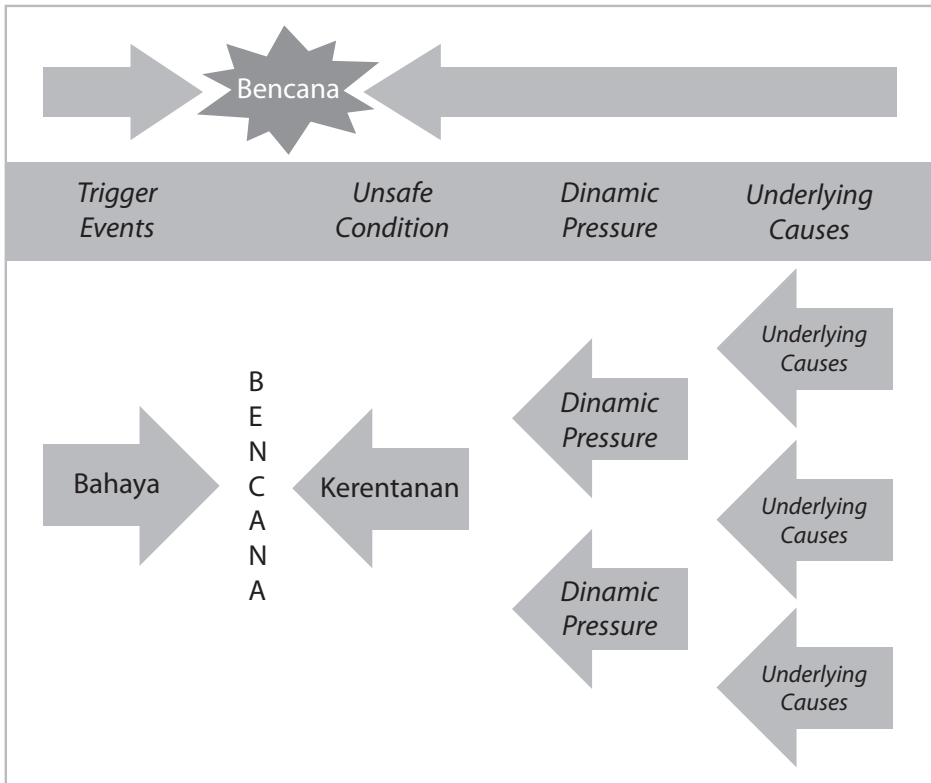 Bencana
Trigger
Events
Unsafe
Condition
Dinamic
Pressure
Underlying
Causes
Bahaya
B
E
N
C
A
N
A
Kerentanan
Dinamic
Pressure
Dinamic
Pressure
Underlying
Causes
Underlying
Causes
Underlying
Causes